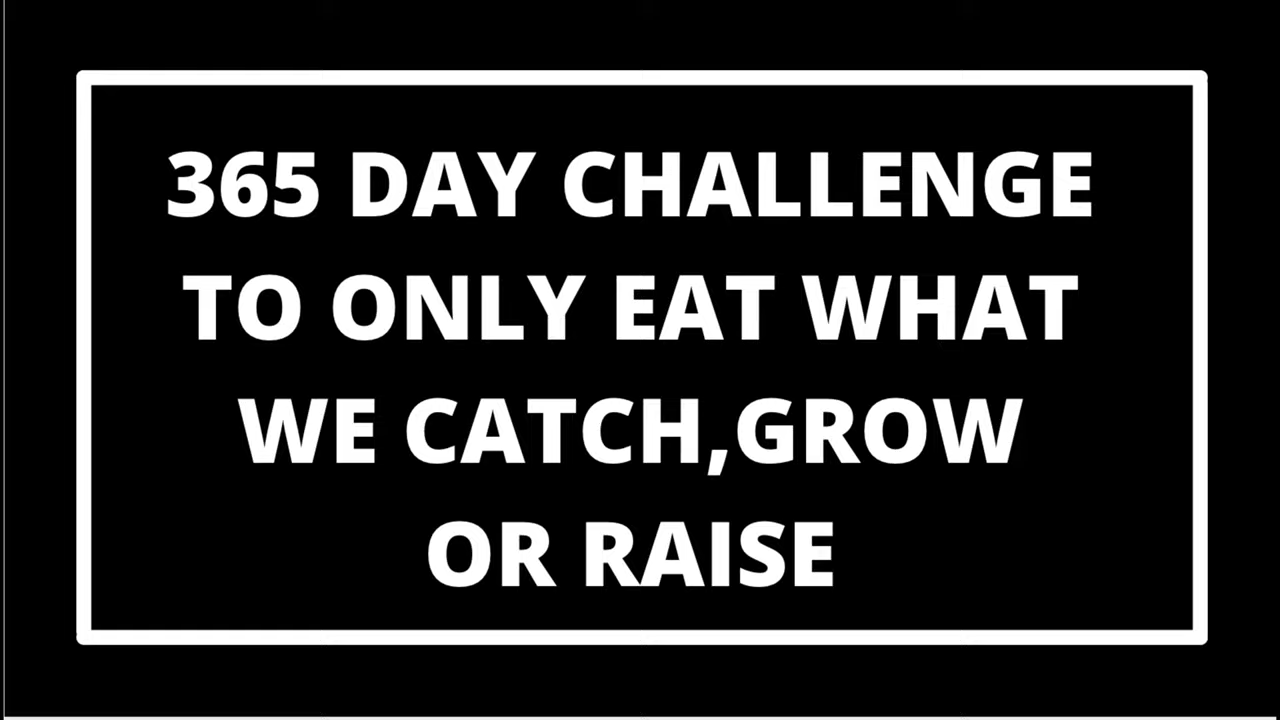 365 DAY CHALLENGE
TO ONLY EAT WHAT
WE CATCH,GROW
OR RAISE